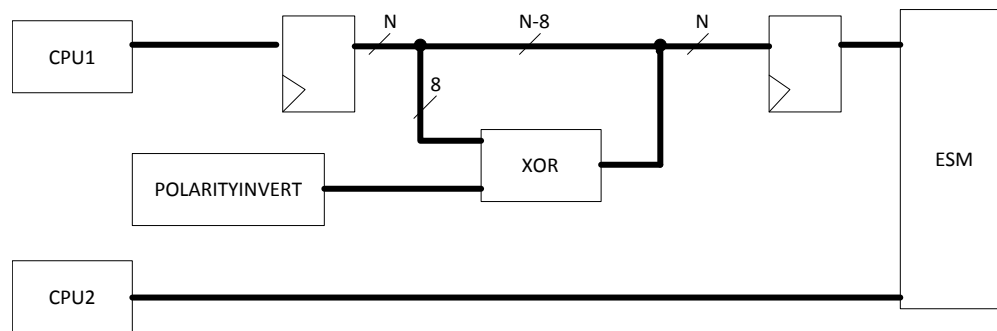 N
N-8
N
CPU1
8
XOR
ESM
POLARITYINVERT
CPU2